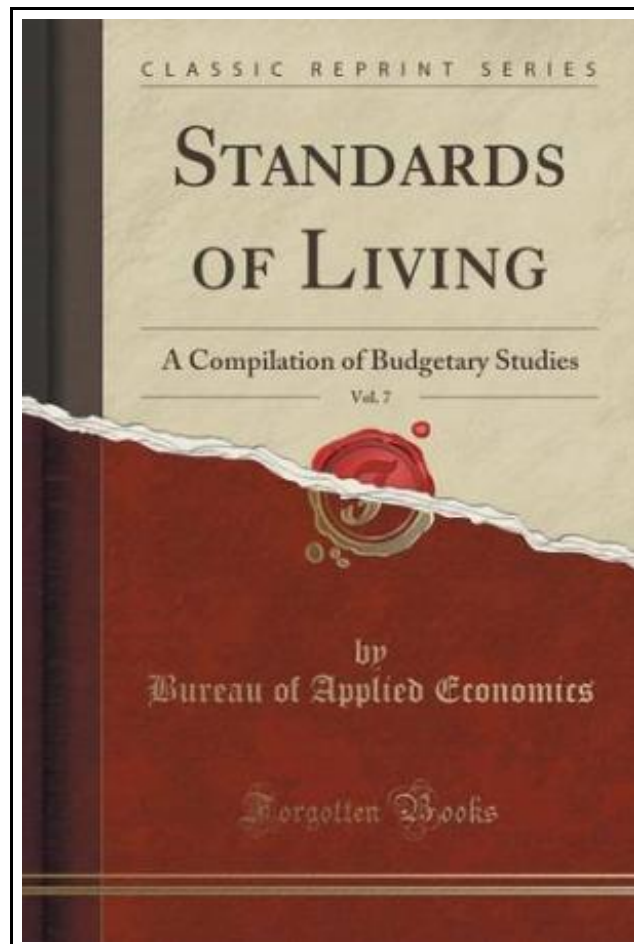 CLASSIC REPRINT SERIES
STANDARDS
OF LIVING
A Compilation of Budgetary Studies
Vol. 7
F
by
Bureau of Applied Economics
Forgotten Books